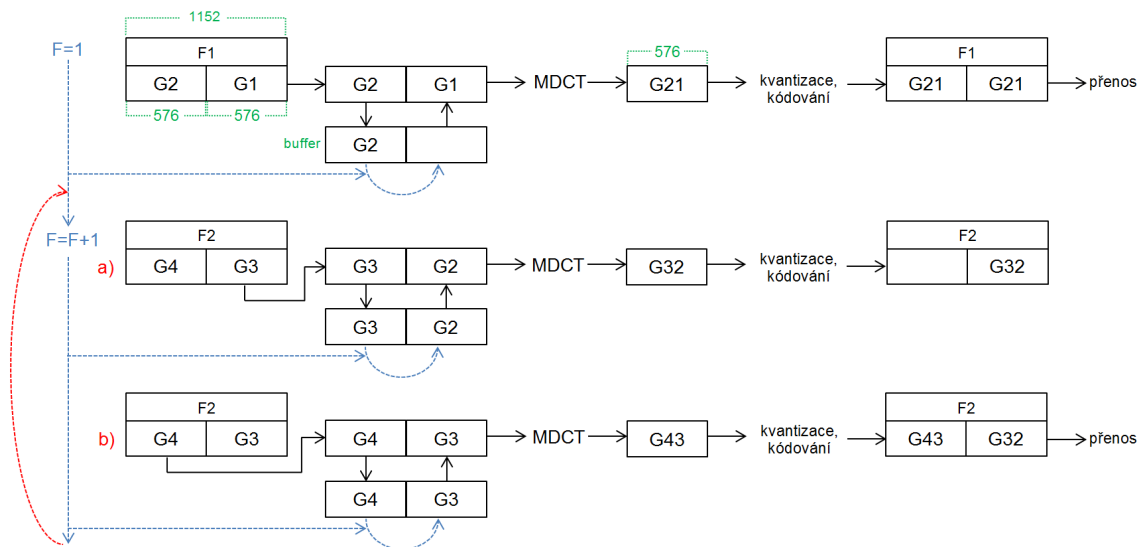 1152
F=1
F1
G2 G1
576 576
G2 G1
MDCT
576
G21
kvantizace,
kódování
F1
G21 G21
přenos
buffer
G2
F=F+1
a)
F2
G4 G3
G3 G2
MDCT
G32
kvantizace,
kódování
F2
G32
G3 G2
b)
F2
G4 G3
G4 G3
MDCT
G43
kvantizace,
kódování
F2
G43 G32
přenos
G4 G3